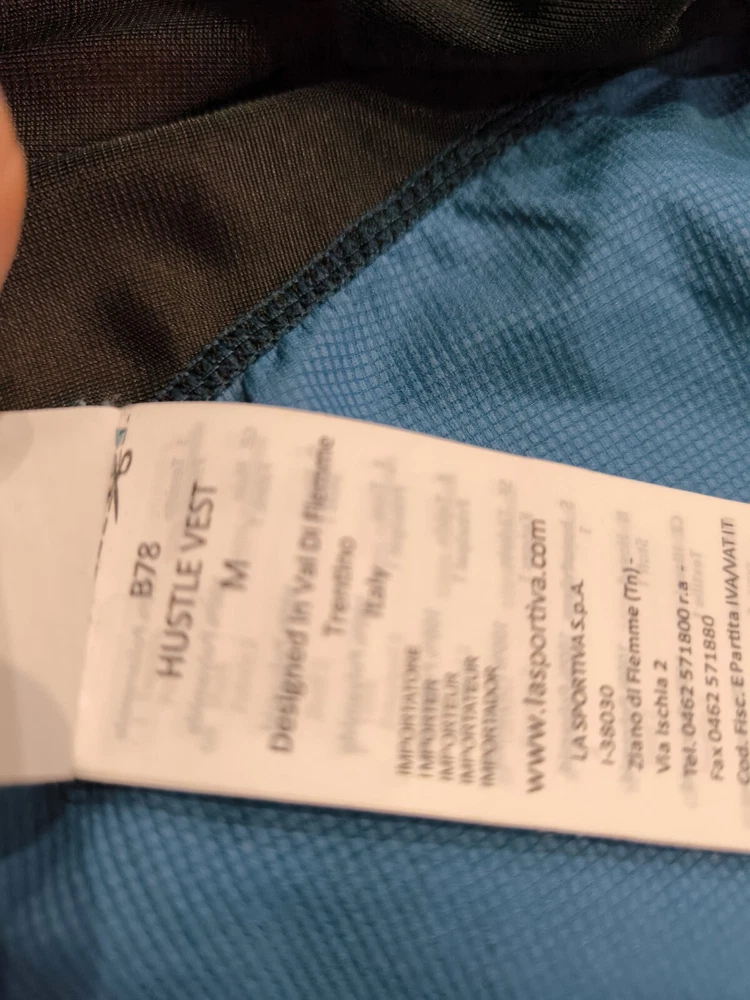 B78
HUSTLE VEST
M
Designed in Val Di Fiemme
Trentino
Italy
IMPORTATORE
IMPORTER
IMPORTEUR
IMPORTATEUR
IMPORTADOR
www.lasportiva.com
LA SPORTIVA S.p.A.
I-38030
Ziano di Fiemme (Tn) -
Via Ischia 2
Tel. 0462 571800 r.a -
Fax 0462 571880
Cod. Fisc. E Partita IVA/VAT IT